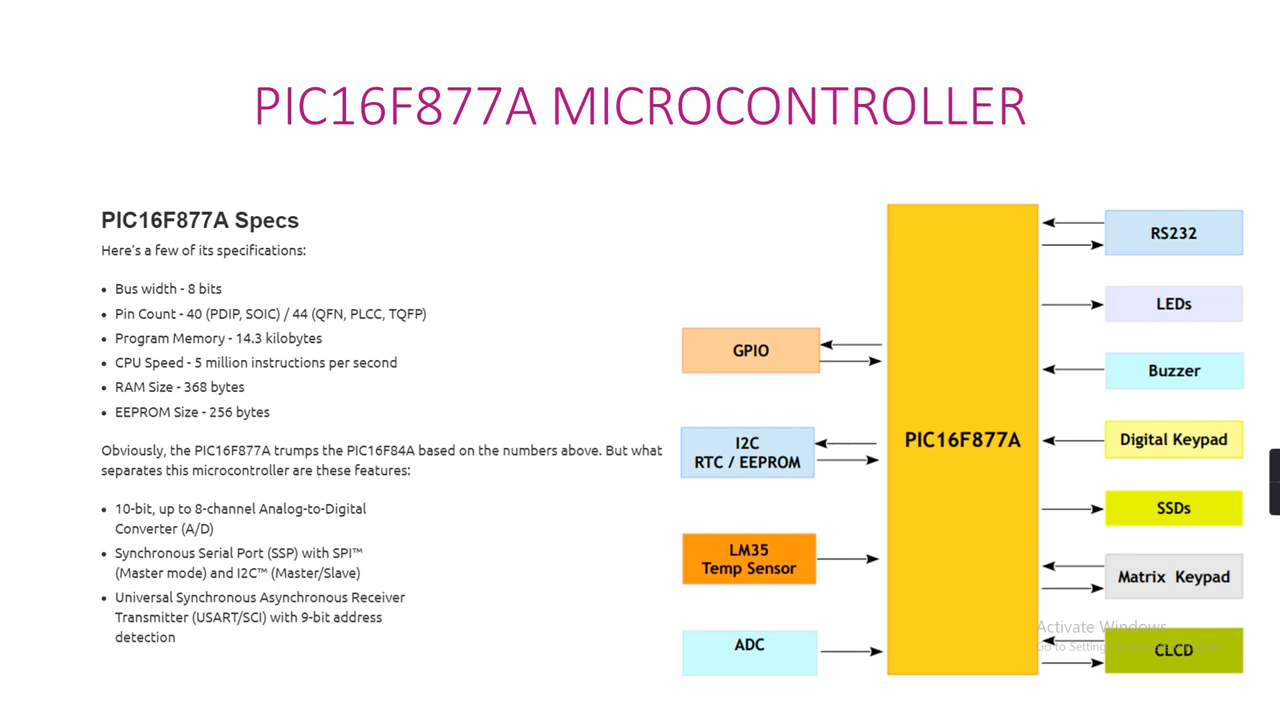 PIC16F877A MICROCONTROLLER
PIC16F877A Specs
Here's a few of its specifications:
• Bus width - 8 bits
• Pin Count - 40 (PDIP, SOIC) / 44 (QFN, PLCC, TQFP)
• Program Memory - 14.3 kilobytes
• CPU Speed - 5 million instructions per second
• RAM Size - 368 bytes
• EEPROM Size - 256 bytes
Obviously, the PIC16F877A trumps the PIC16F84A based on the numbers above. But what
separates this microcontroller are these features:
• 10-bit, up to 8-channel Analog-to-Digital
Converter (A/D)
• Synchronous Serial Port (SSP) with SPI™
(Master mode) and I2C™ (Master/Slave)
• Universal Synchronous Asynchronous Receiver
Transmitter (USART/SCI) with 9-bit address
detection
GPIO
I2C
RTC / EEPROM
LM35
Temp Sensor
ADC
PIC16F877A
RS232
LEDs
Buzzer
Digital Keypad
SSDs
Matrix Keypad
CLCD
Activate Windows
Go to Settings